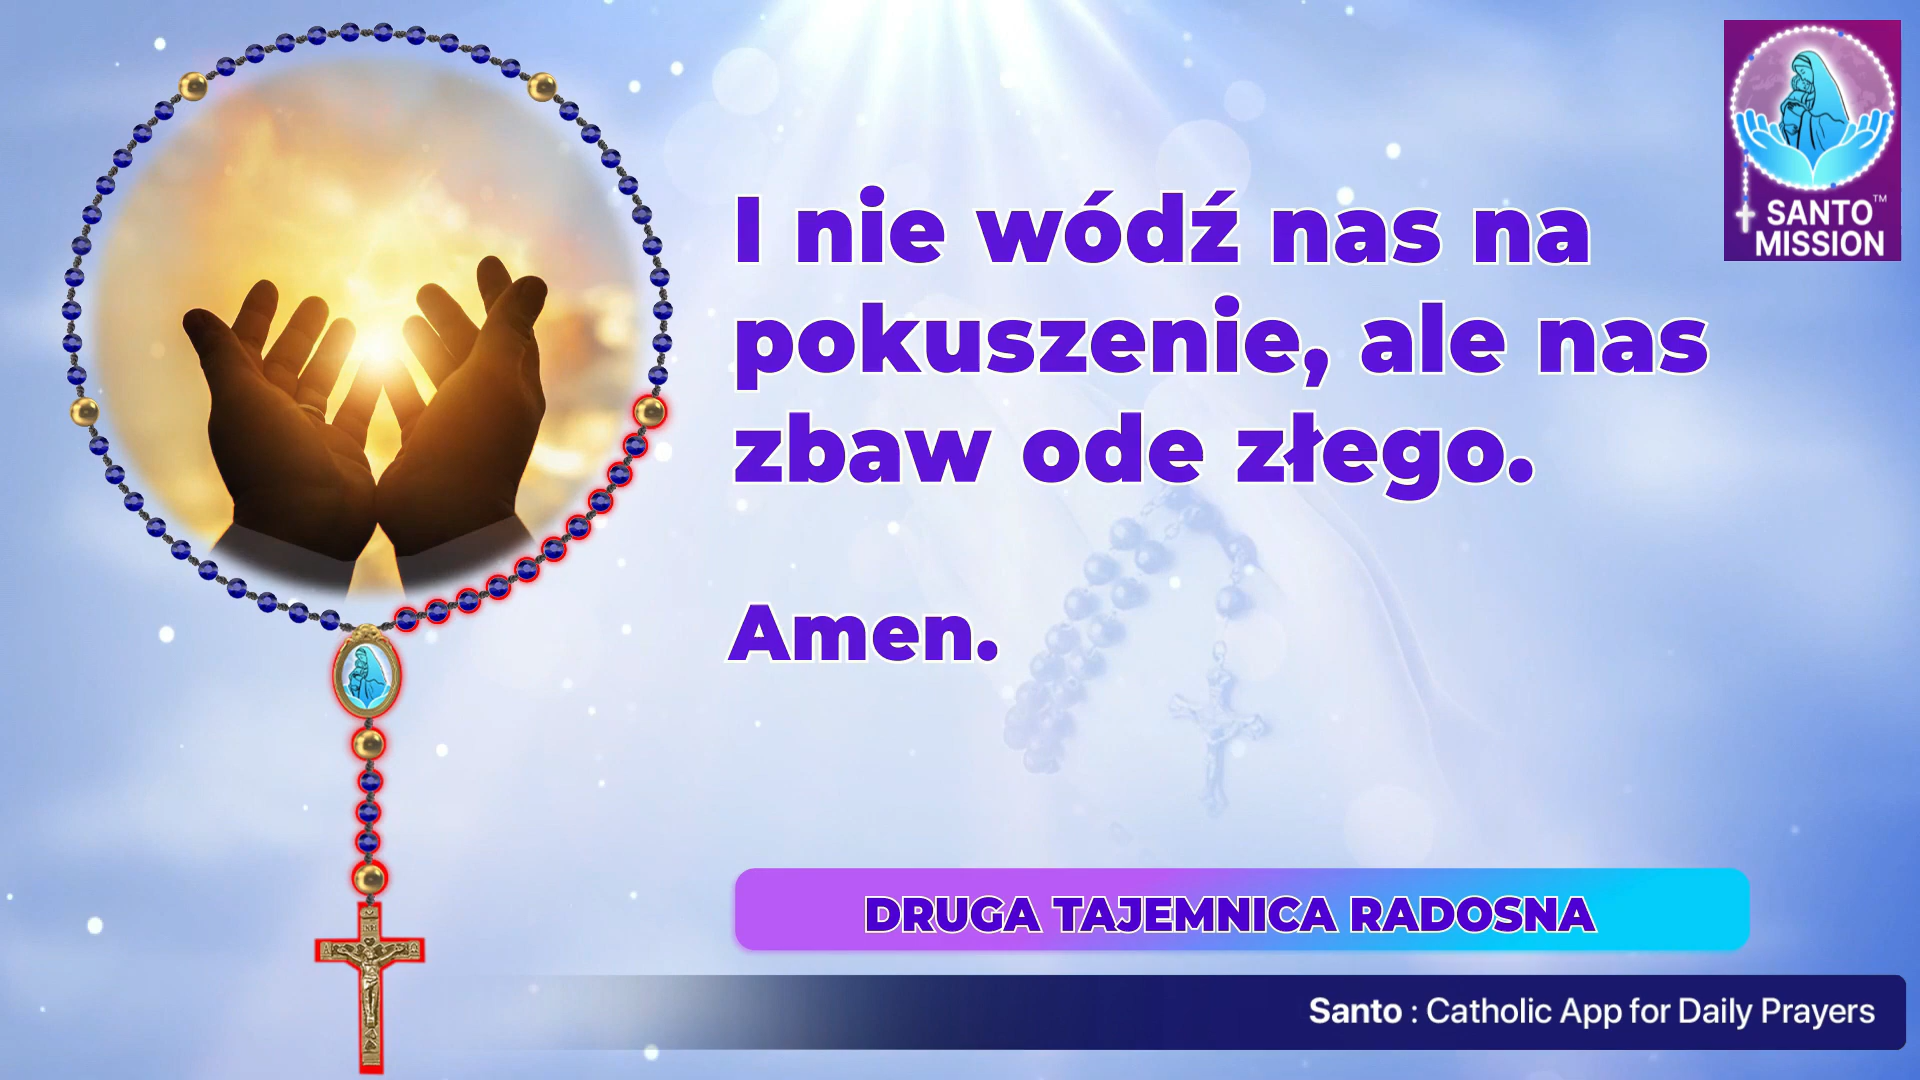 I nie wódź nas na
pokuszenie, ale nas
zbaw ode złego.
Amen.
DRUGA TAJEMNICA RADOSNA
Santo : Catholic App for Daily Prayers
SANTO™
MISSION